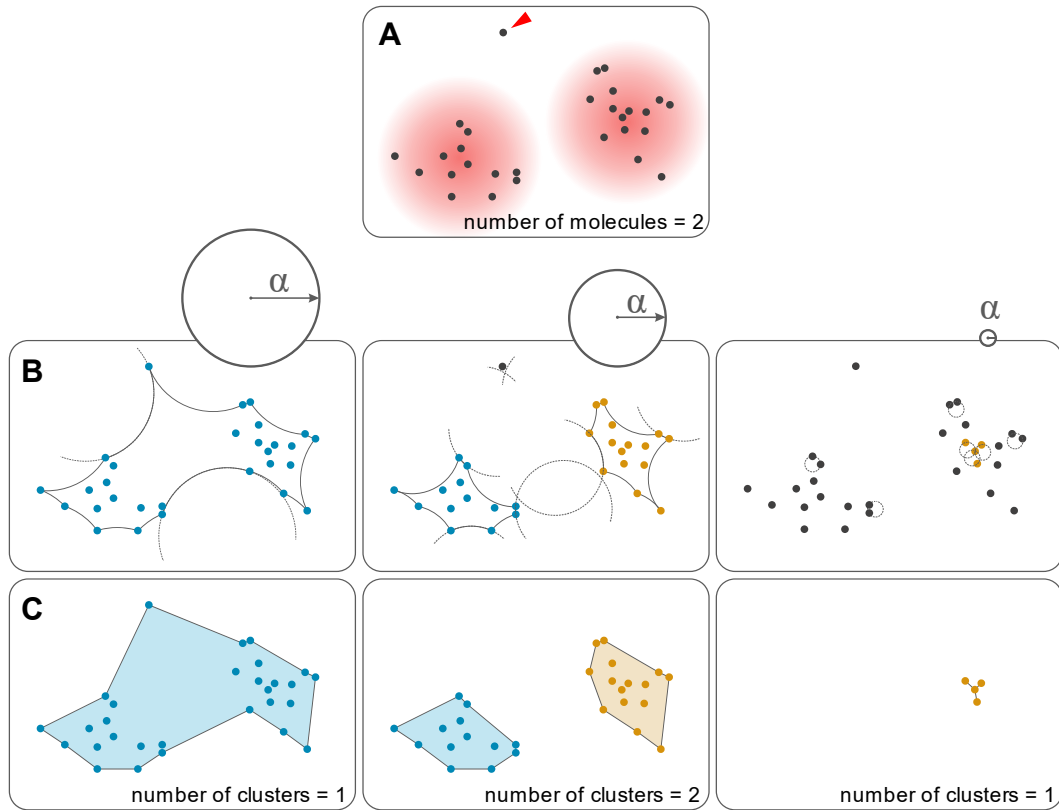 A
number of molecules = 2
α
α
α
B
C
number of clusters = 1
number of clusters = 2
number of clusters = 1